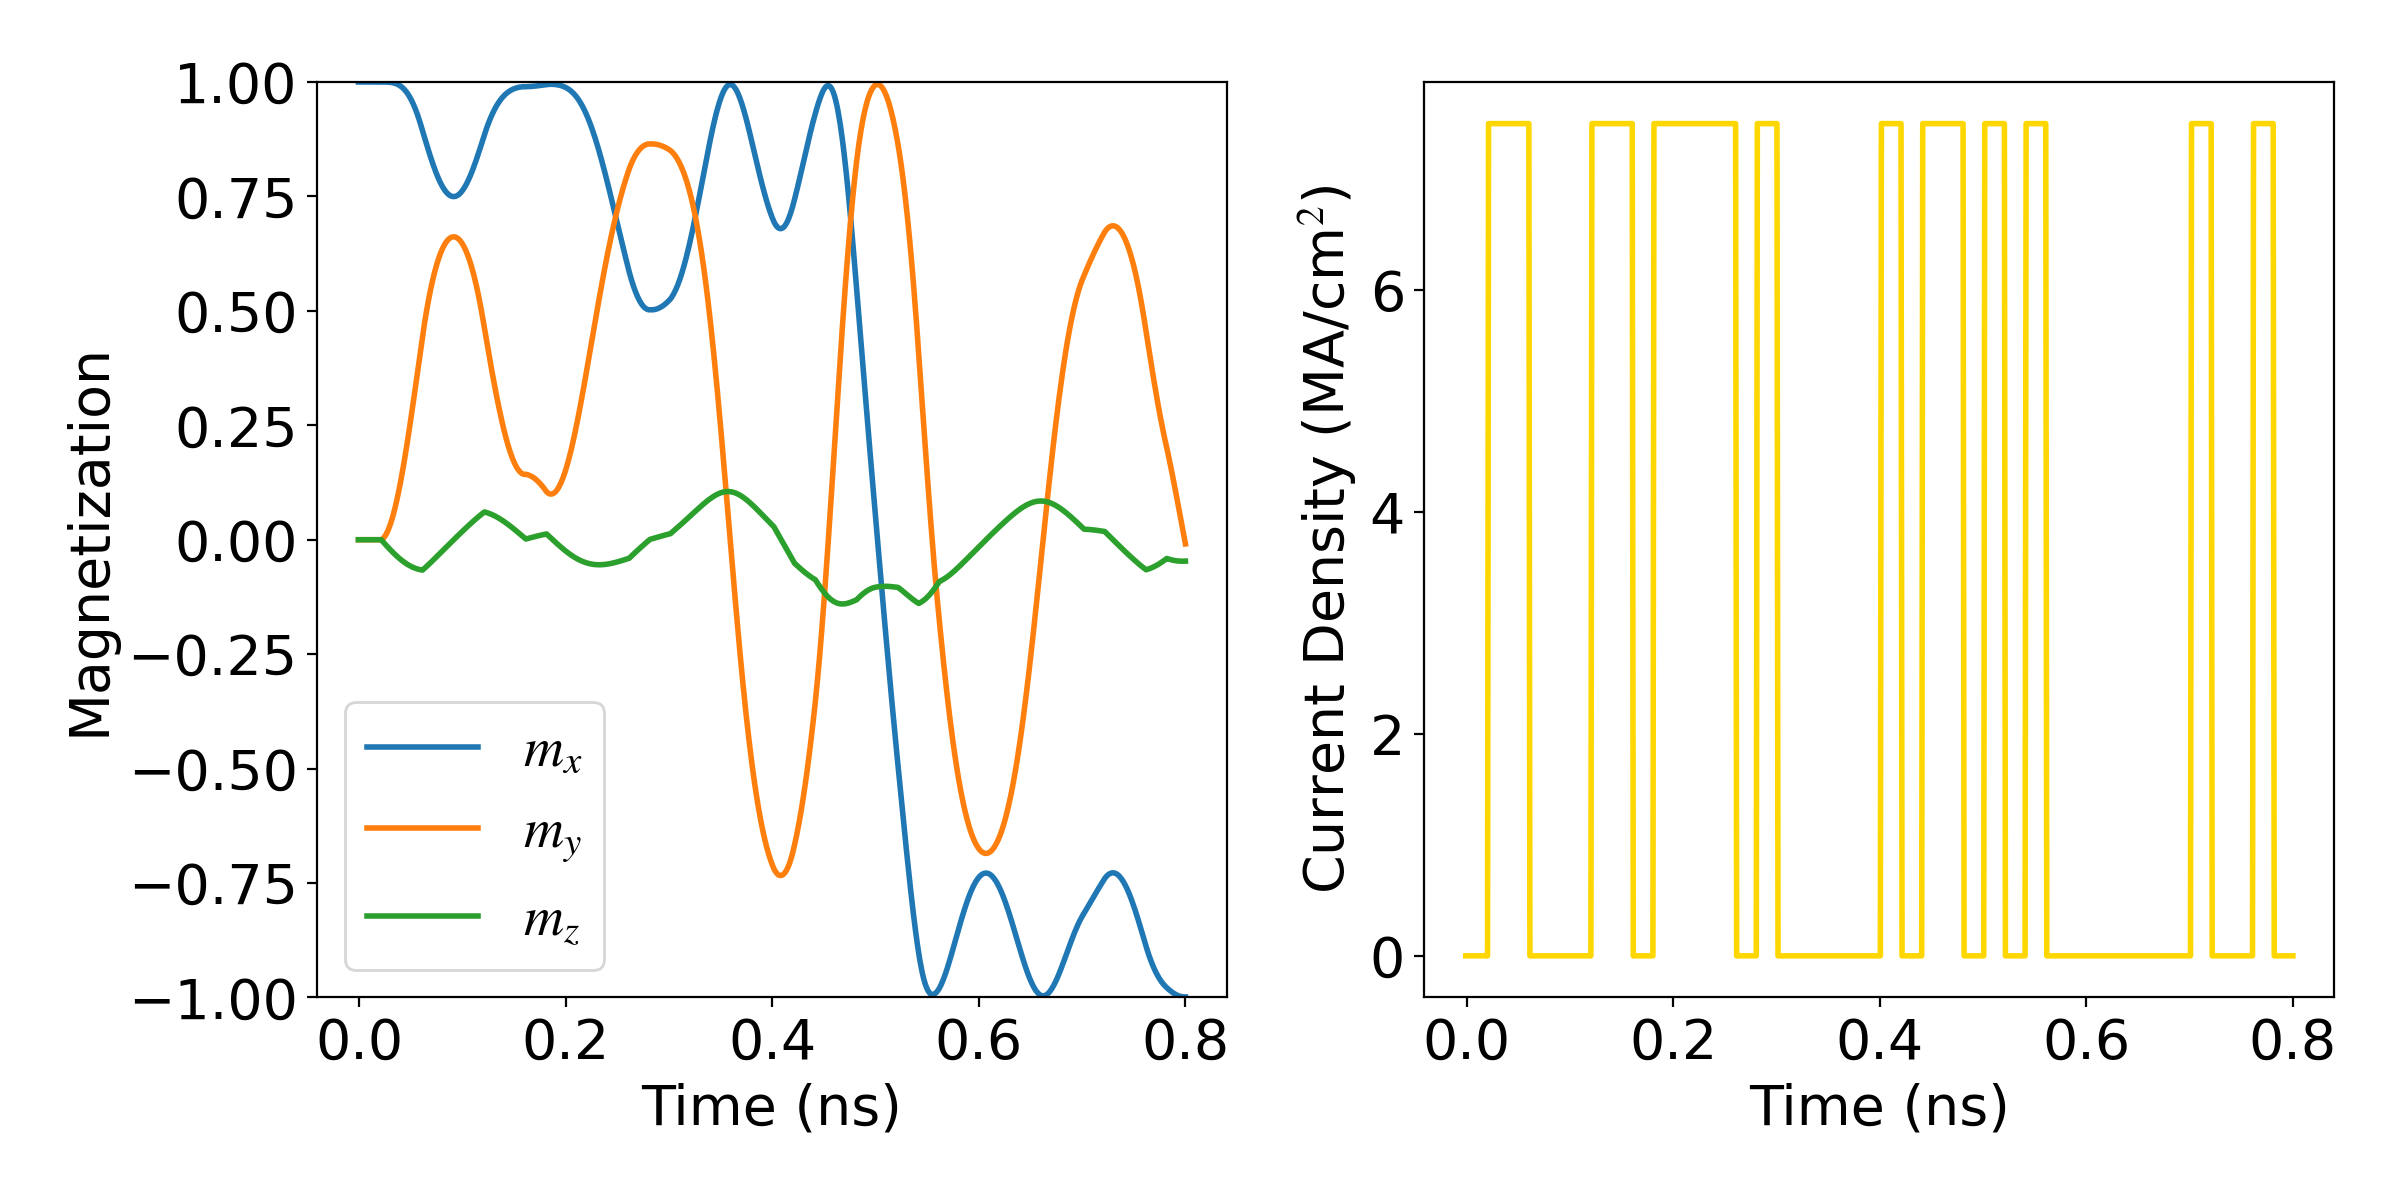 1.00
0.75
0.50
0.25
0.00
−0.25
−0.50
−0.75
−1.00
Magnetization
m_x
m_y
m_z
0.0 0.2 0.4 0.6 0.8
Time (ns)
6
4
2
0
Current Density (MA/cm²)
0.0 0.2 0.4 0.6 0.8
Time (ns)